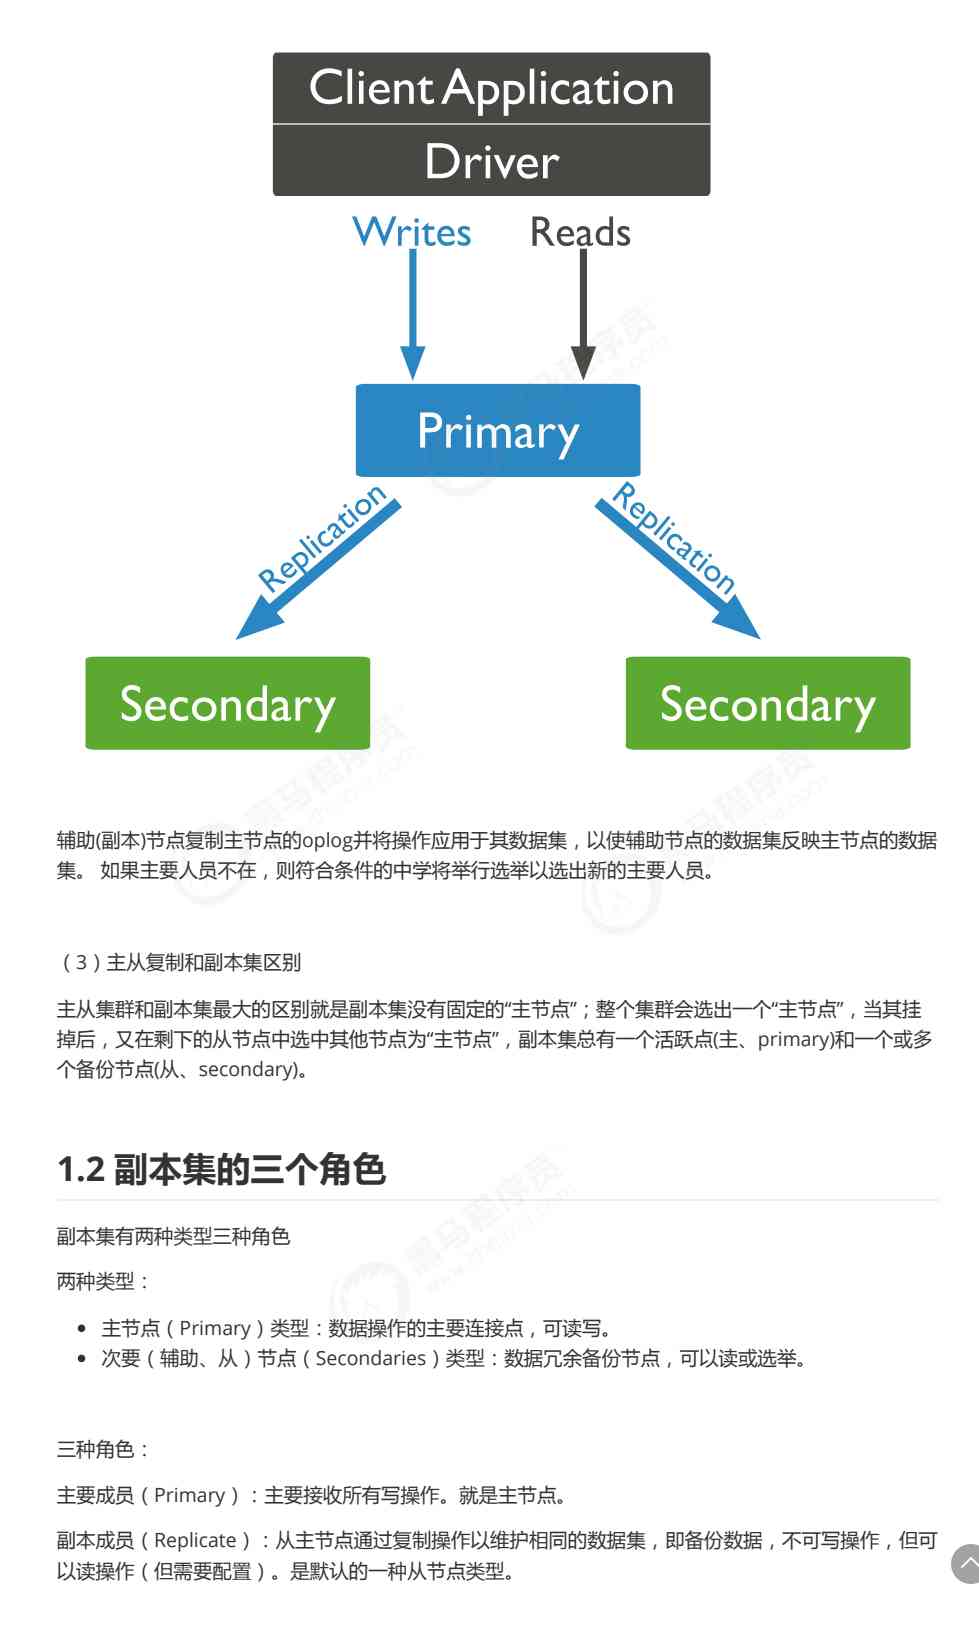 Client Application
Driver
Writes Reads
Primary
Replication Replication
Secondary Secondary
辅助(副本)节点复制主节点的oplog并将操作应用于其数据集，以使辅助节点的数据集反映主节点的数据
集。 如果主要人员不在，则符合条件的中学将举行选举以选出新的主要人员。
（3）主从复制和副本集区别
主从集群和副本集最大的区别就是副本集没有固定的“主节点”；整个集群会选出一个“主节点”，当其挂
掉后，又在剩下的从节点中选中其他节点为“主节点”，副本集总有一个活跃点(主、primary)和一个或多
个备份节点(从、secondary)。
1.2 副本集的三个角色
副本集有两种类型三种角色
两种类型：
• 主节点（Primary）类型：数据操作的主要连接点，可读写。
• 次要（辅助、从）节点（Secondaries）类型：数据冗余备份节点，可以读或选举。
三种角色：
主要成员（Primary）：主要接收所有写操作。就是主节点。
副本成员（Replicate）：从主节点通过复制操作以维护相同的数据集，即备份数据，不可写操作，但可
以读操作（但需要配置）。是默认的一种从节点类型。
黑马程序员